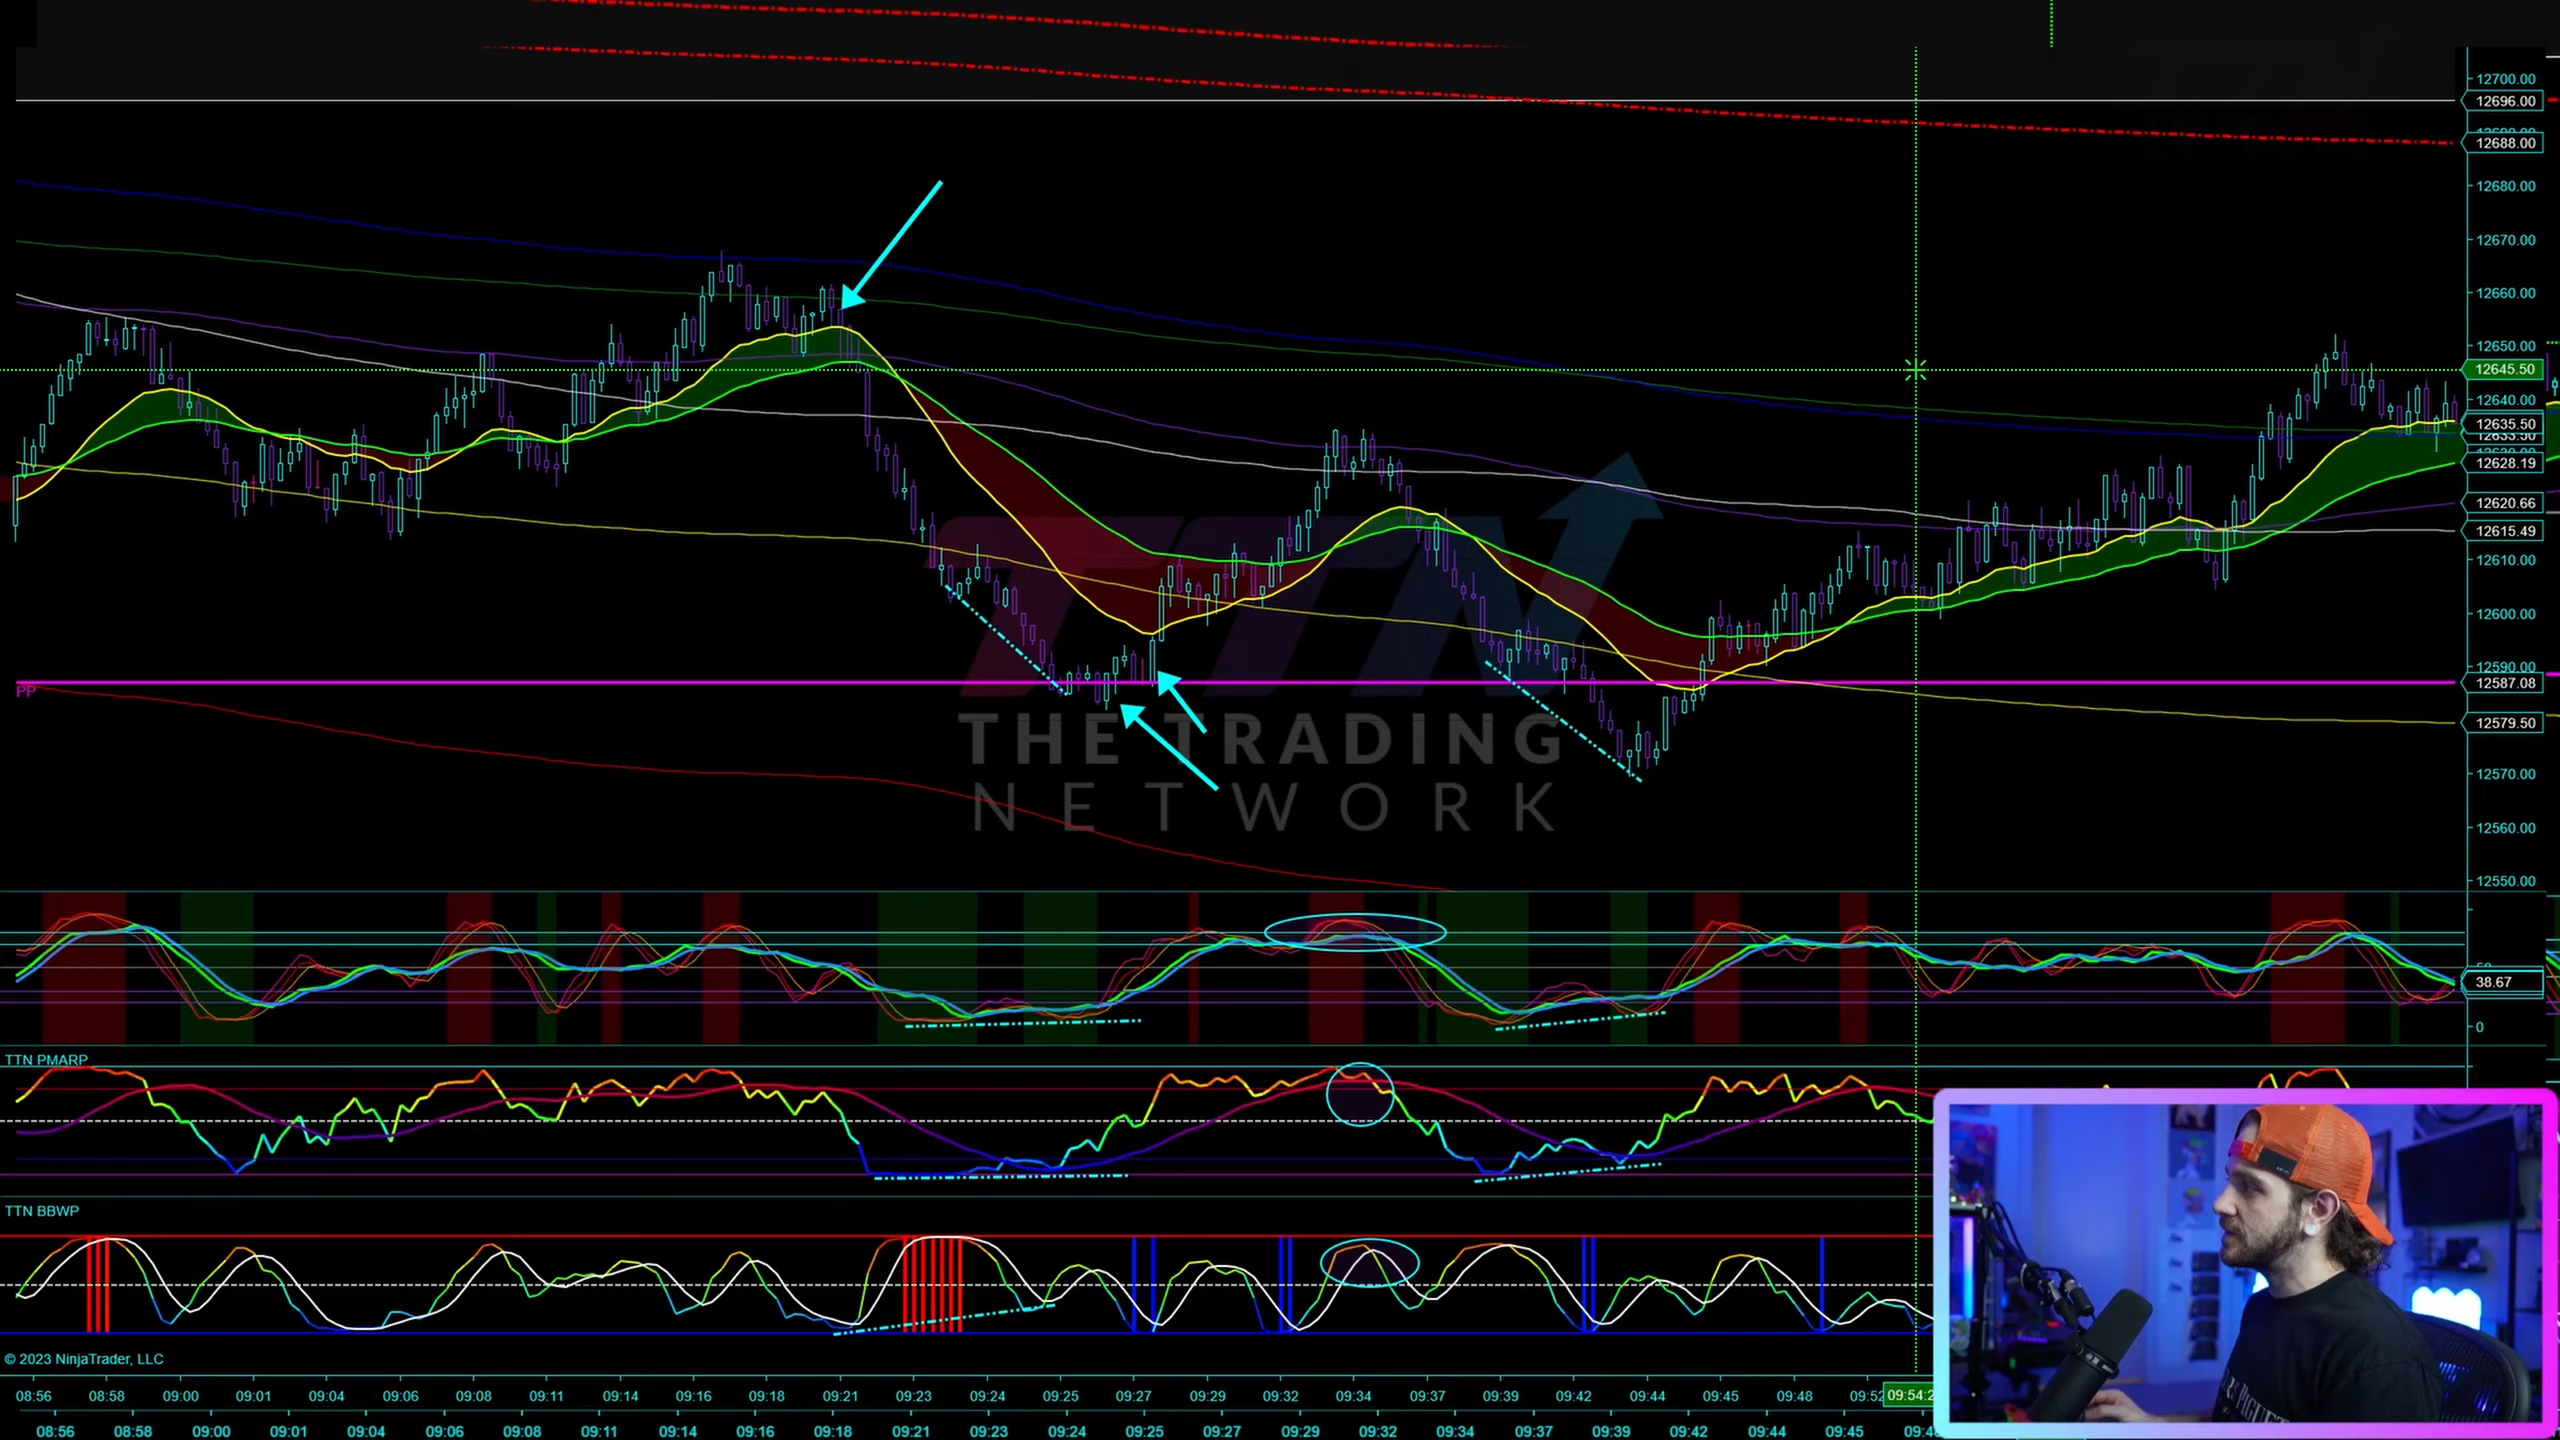 12700.00
12696.00
12688.00
12680.00
12670.00
12660.00
12650.00
12645.50
12640.00
12635.50
12628.19
12620.66
12615.49
12610.00
12600.00
12590.00
PP
12587.08
12579.50
THE TRADING
NETWORK
12570.00
12560.00
12550.00
38.67
0
TTN PMARP
TTN BBWP
© 2023 NinjaTrader, LLC
08:56 08:58 09:00 09:01 09:04 09:06 09:08 09:11 09:14 09:16 09:18 09:21 09:23 09:24 09:25 09:27 09:29 09:32 09:34 09:37 09:39 09:42 09:44 09:45 09:48 09:52 09:54:2
08:56 08:58 09:00 09:01 09:04 09:06 09:08 09:11 09:14 09:16 09:18 09:21 09:23 09:24 09:25 09:27 09:29 09:32 09:34 09:37 09:39 09:42 09:44 09:45